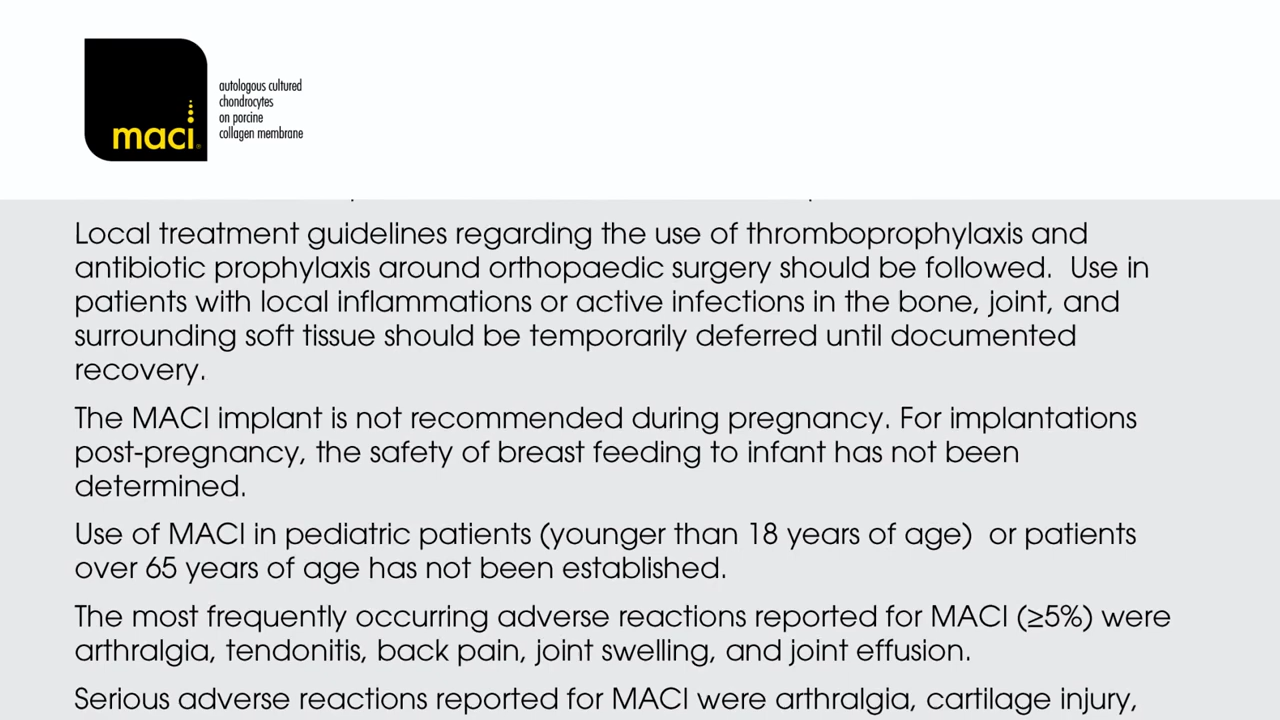 maci®
autologous cultured
chondrocytes
on porcine
collagen membrane
Local treatment guidelines regarding the use of thromboprophylaxis and
antibiotic prophylaxis around orthopaedic surgery should be followed.  Use in
patients with local inflammations or active infections in the bone, joint, and
surrounding soft tissue should be temporarily deferred until documented
recovery.
The MACI implant is not recommended during pregnancy. For implantations
post-pregnancy, the safety of breast feeding to infant has not been
determined.
Use of MACI in pediatric patients (younger than 18 years of age)  or patients
over 65 years of age has not been established.
The most frequently occurring adverse reactions reported for MACI (≥5%) were
arthralgia, tendonitis, back pain, joint swelling, and joint effusion.
Serious adverse reactions reported for MACI were arthralgia, cartilage injury,